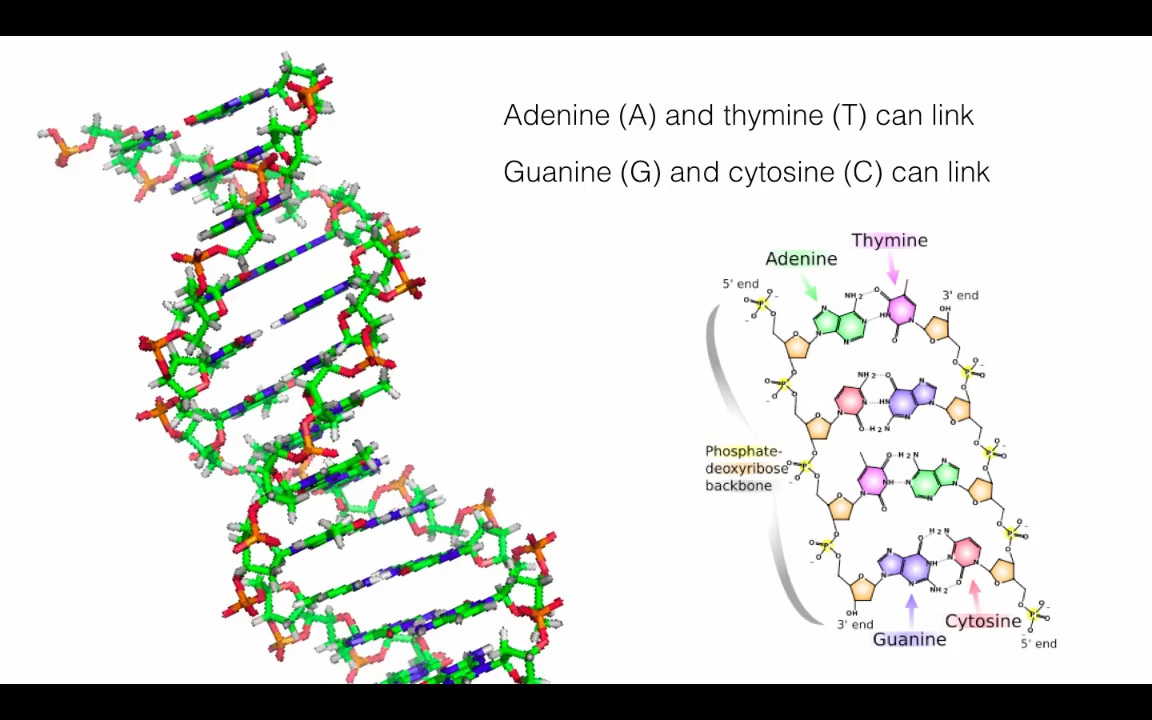 Adenine (A) and thymine (T) can link
Guanine (G) and cytosine (C) can link
Thymine
Adenine
5' end
3' end
Phosphate-
deoxyribose
backbone
3' end
Guanine
Cytosine
5' end